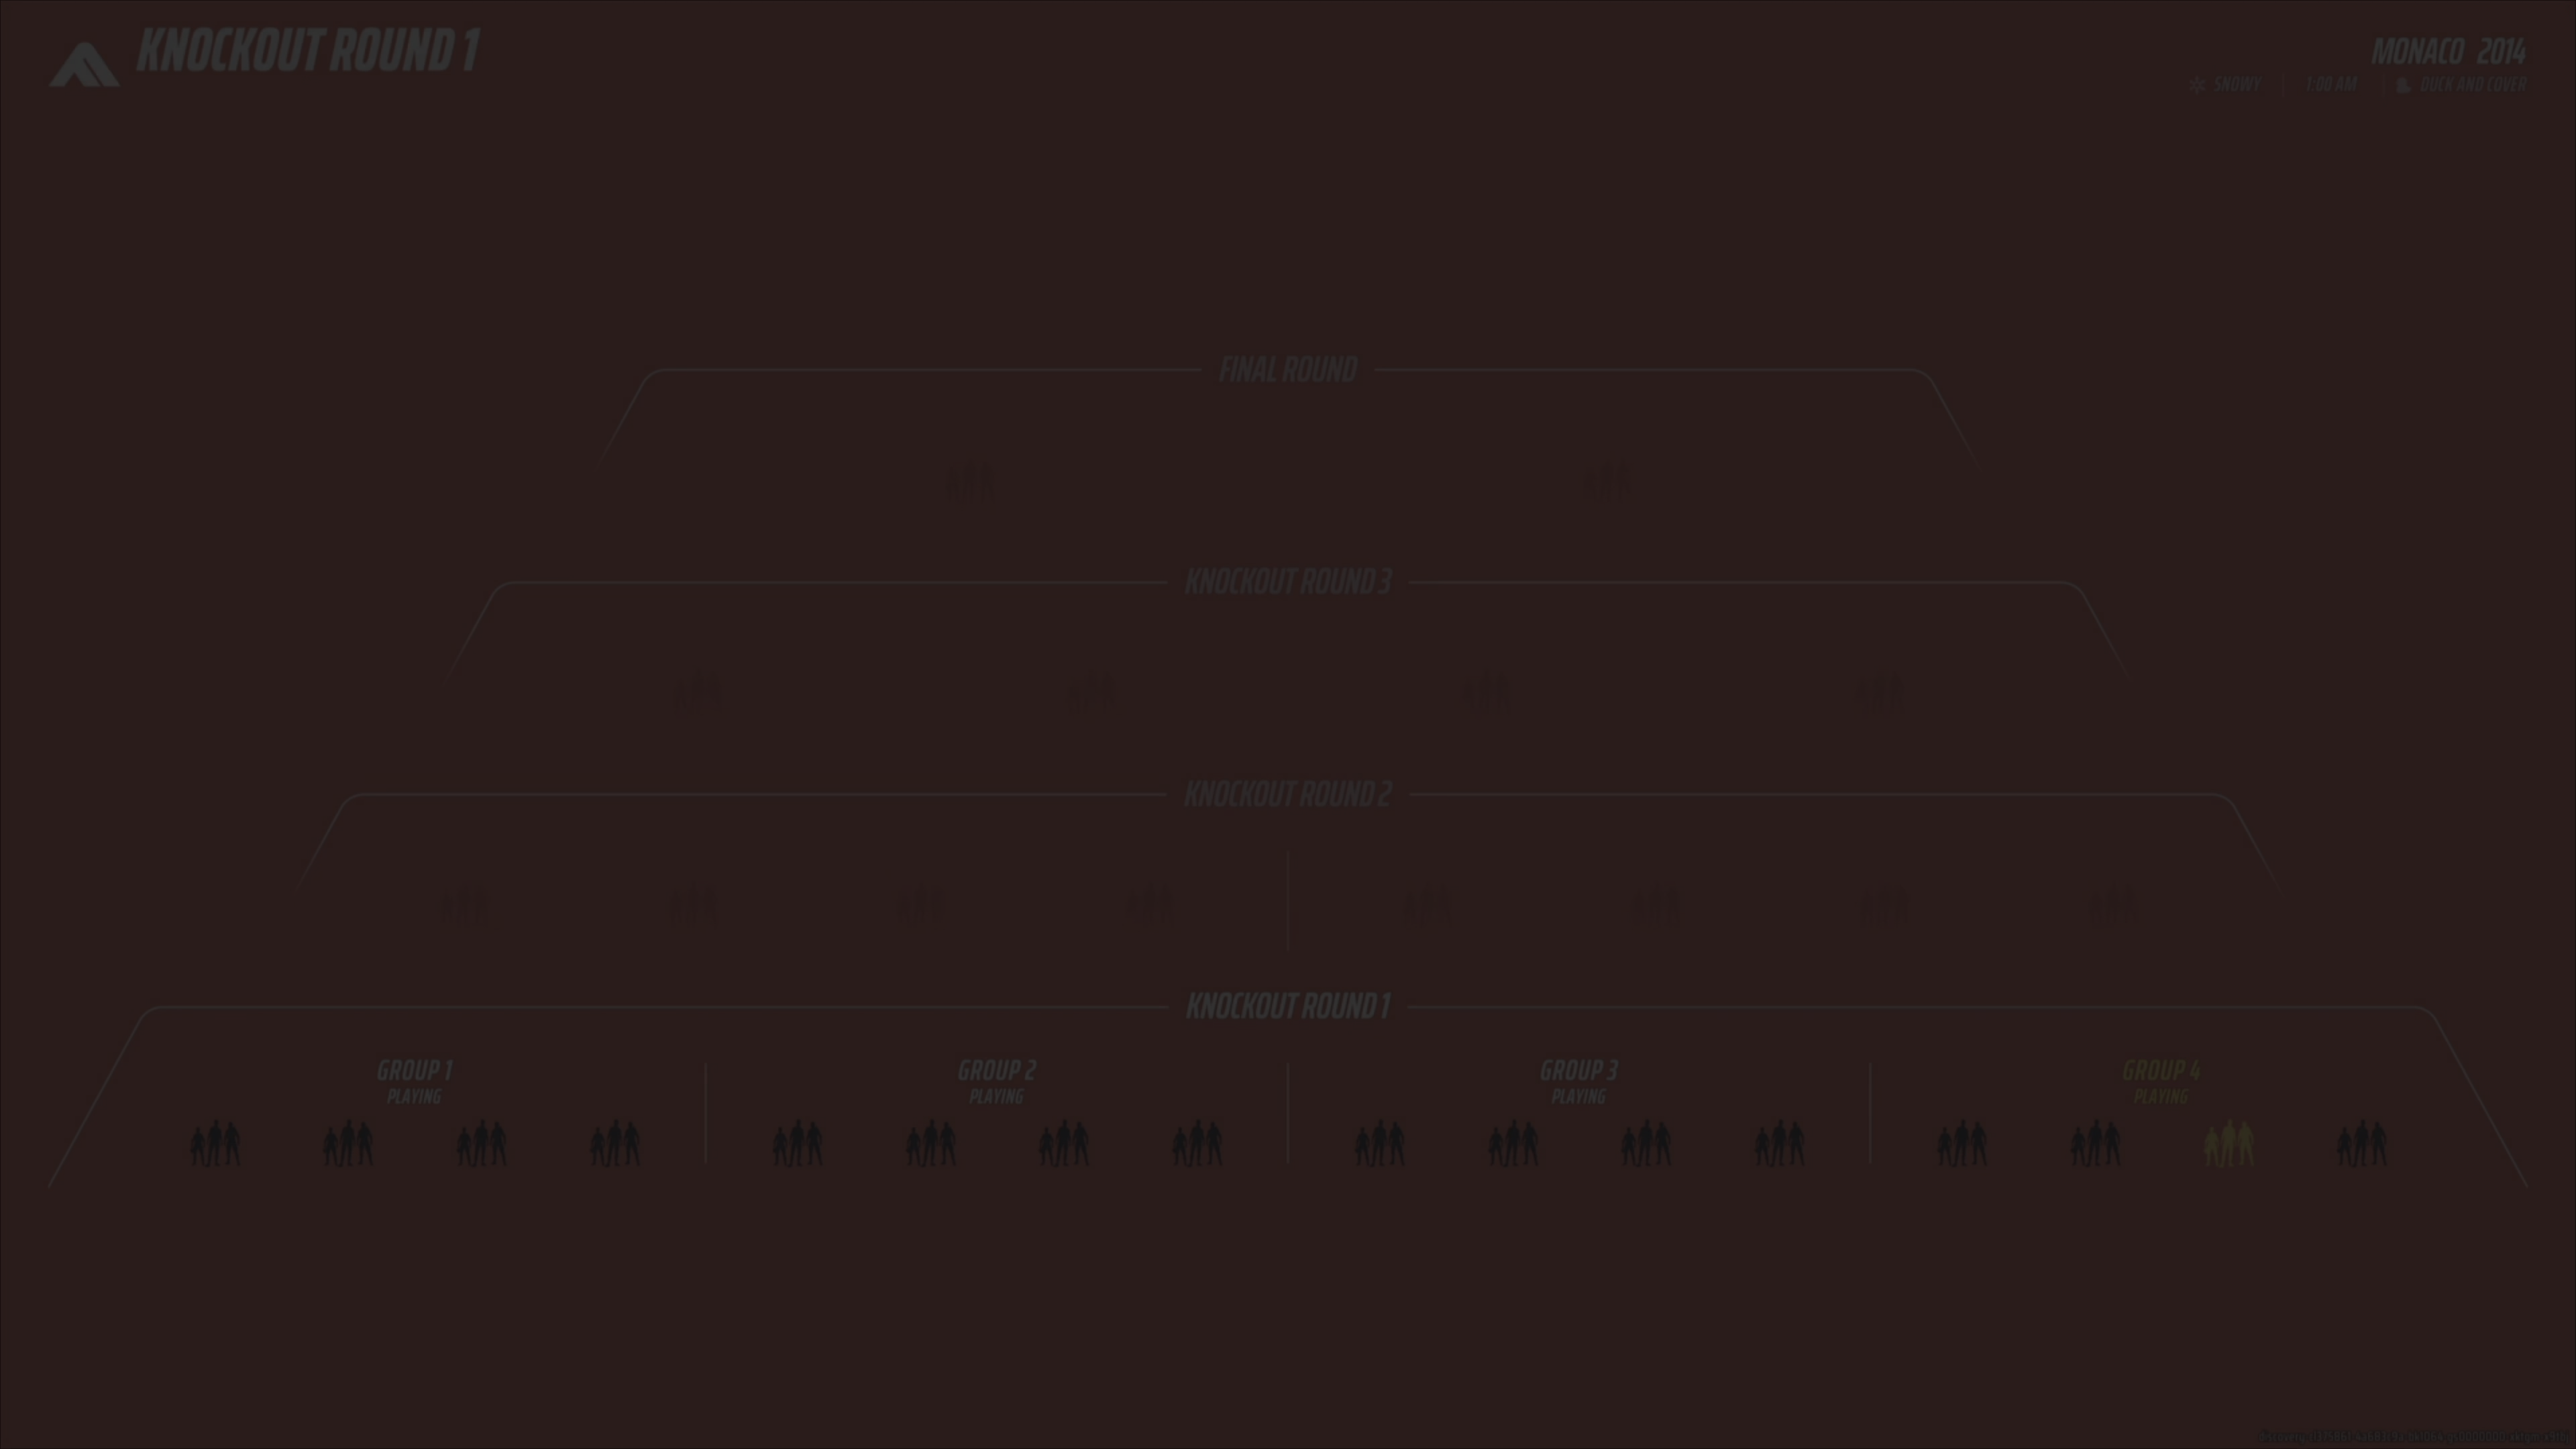 KNOCKOUT ROUND 1
MONACO 2014
SNOWY
1:00 AM
DUCK AND COVER
FINAL ROUND
KNOCKOUT ROUND 3
KNOCKOUT ROUND 2
KNOCKOUT ROUND 1
GROUP 1
PLAYING
GROUP 2
PLAYING
GROUP 3
PLAYING
GROUP 4
PLAYING